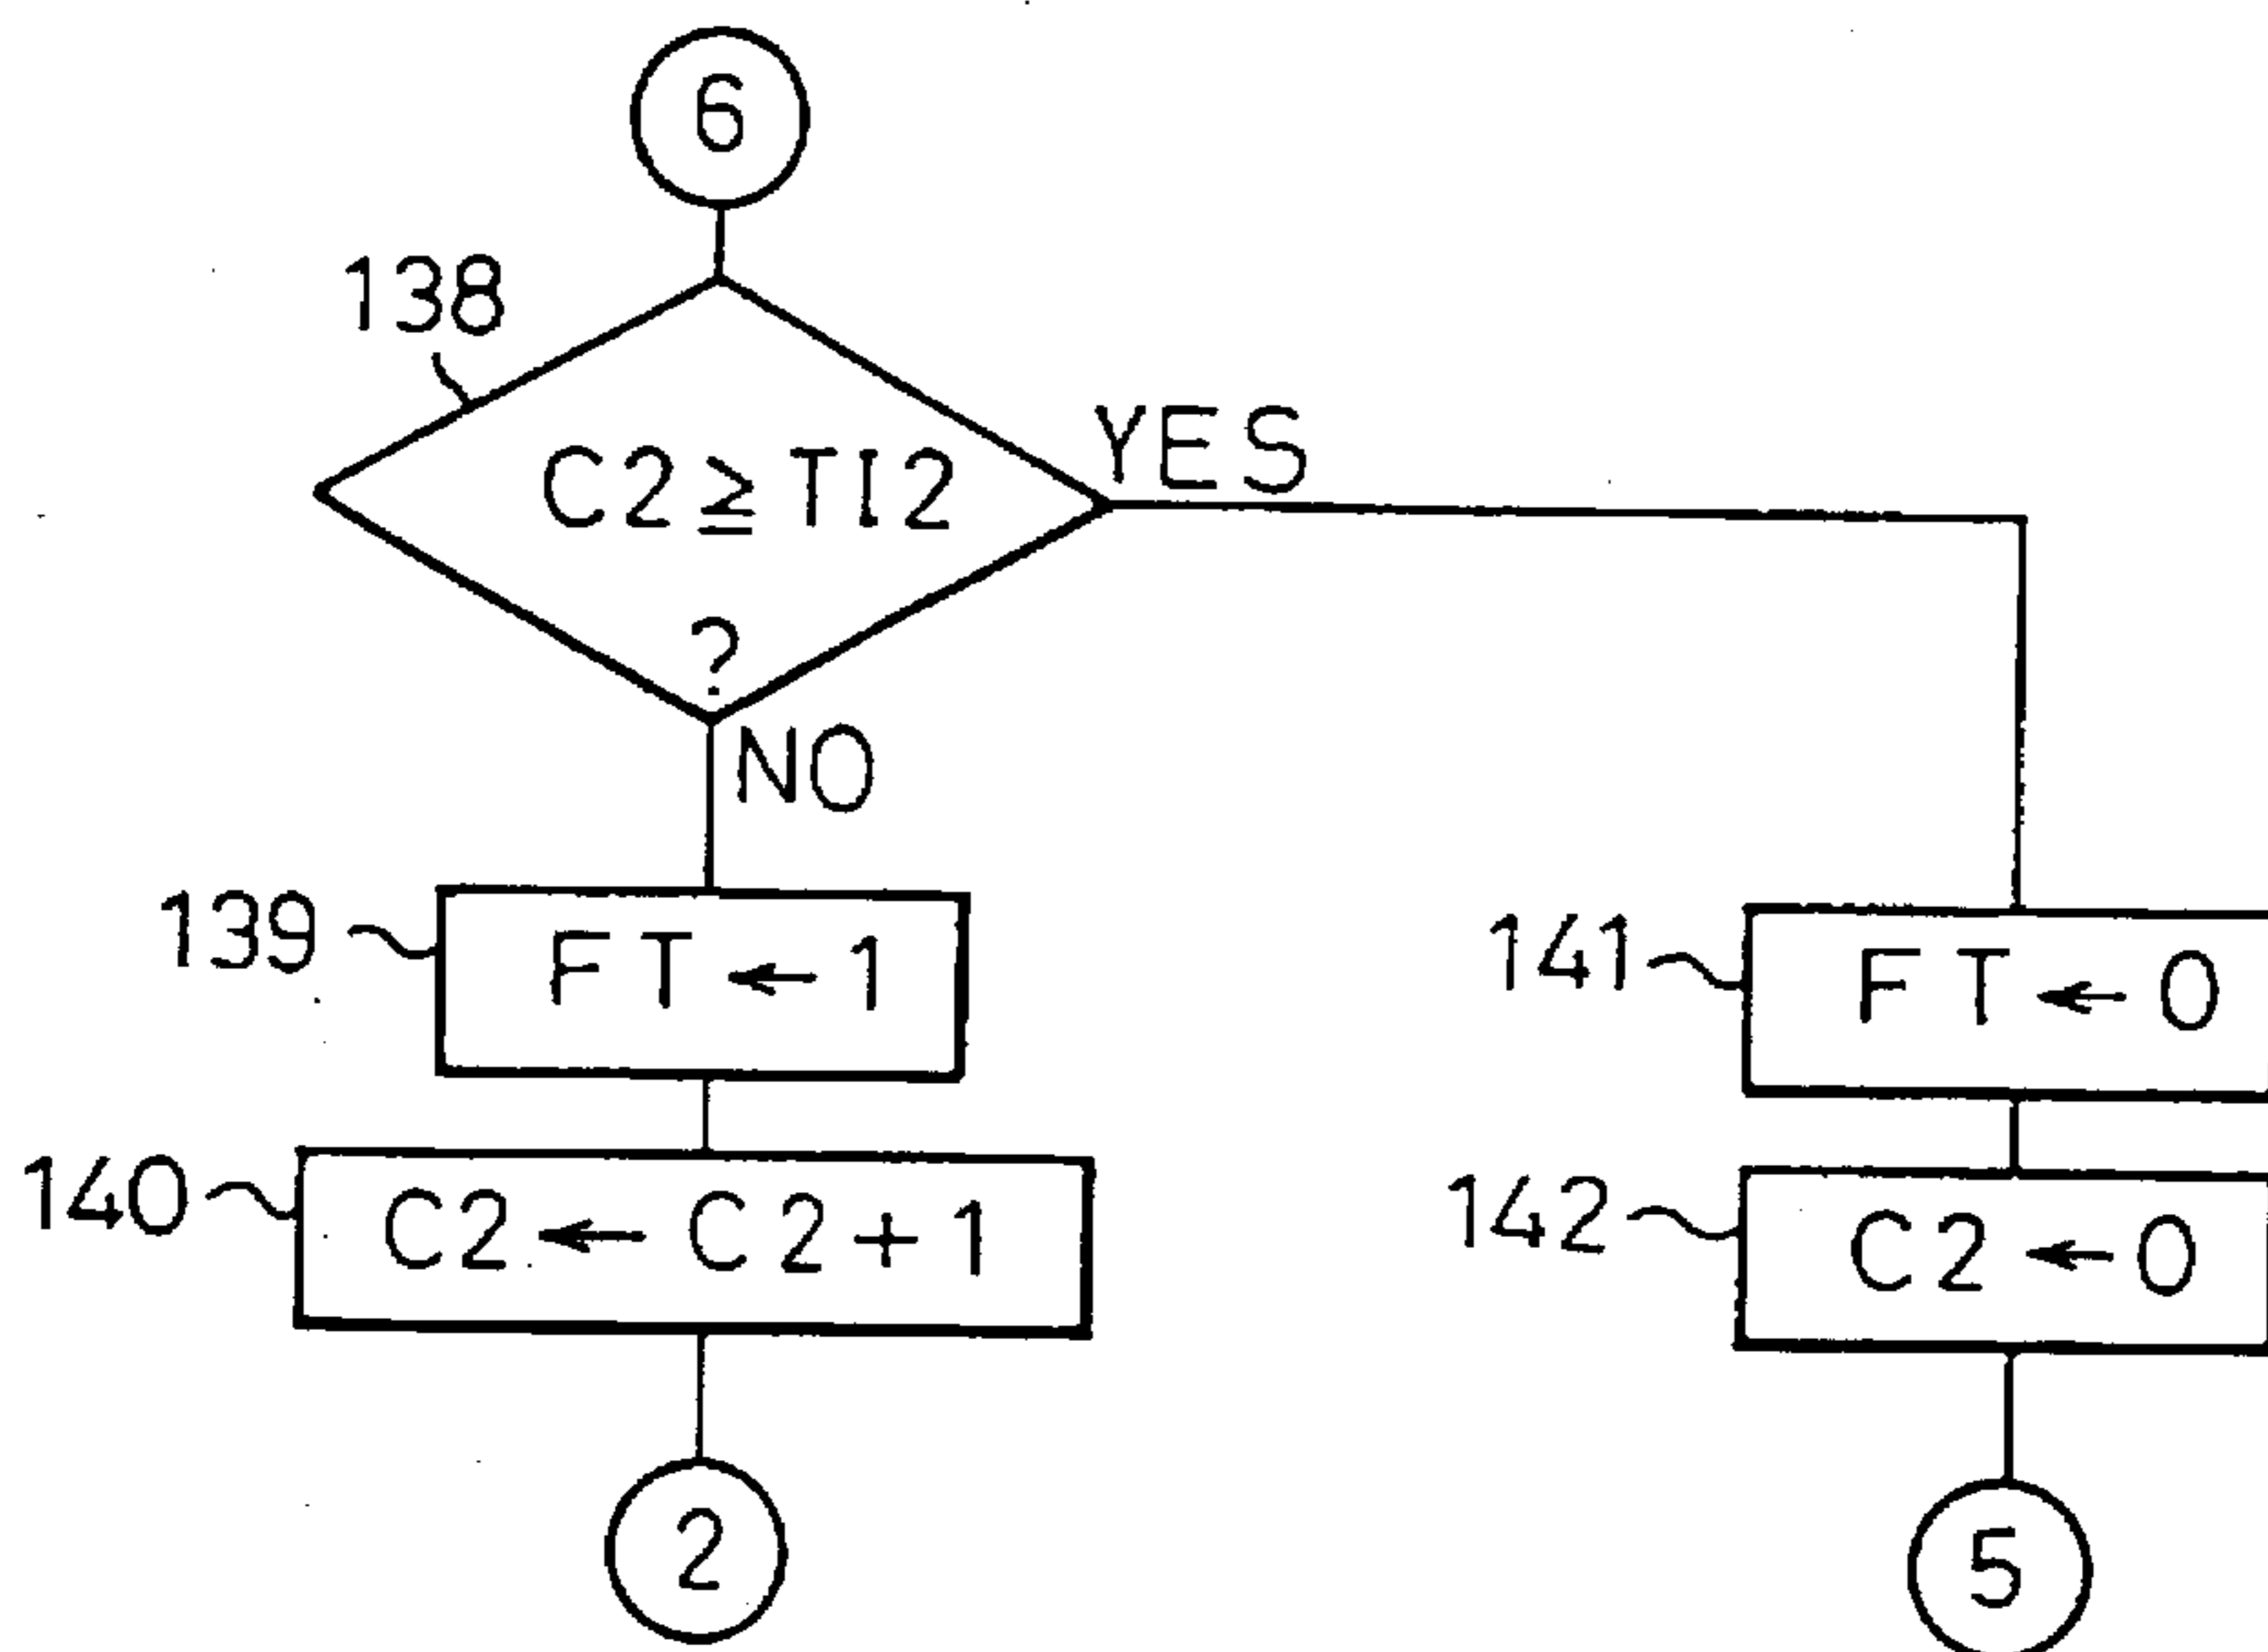 6
138
C2≧TI2
?
YES
NO
139
FT←1
140
C2←C2+1
2
141
FT←0
142
C2←0
5